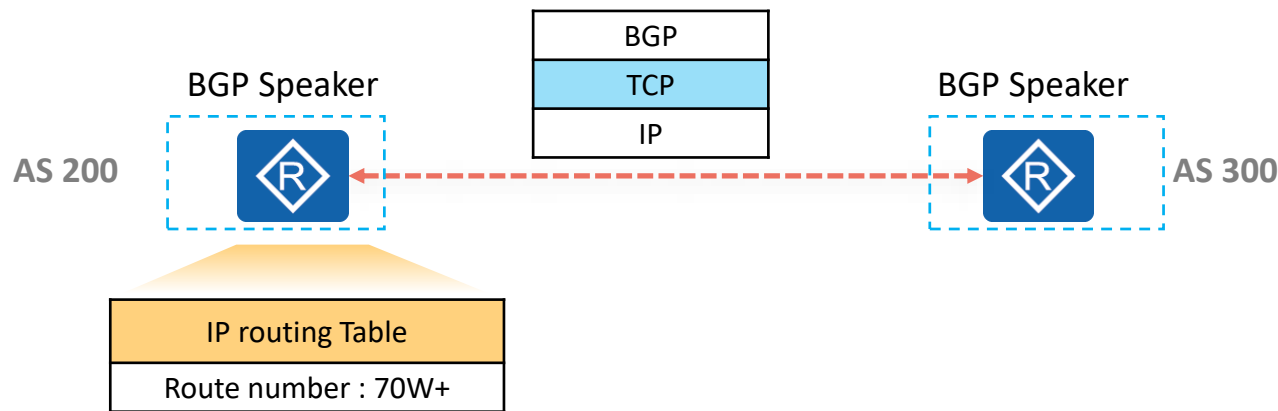 BGP
TCP
IP
BGP Speaker
BGP Speaker
AS 200
R
R
AS 300
IP routing Table
Route number : 70W+